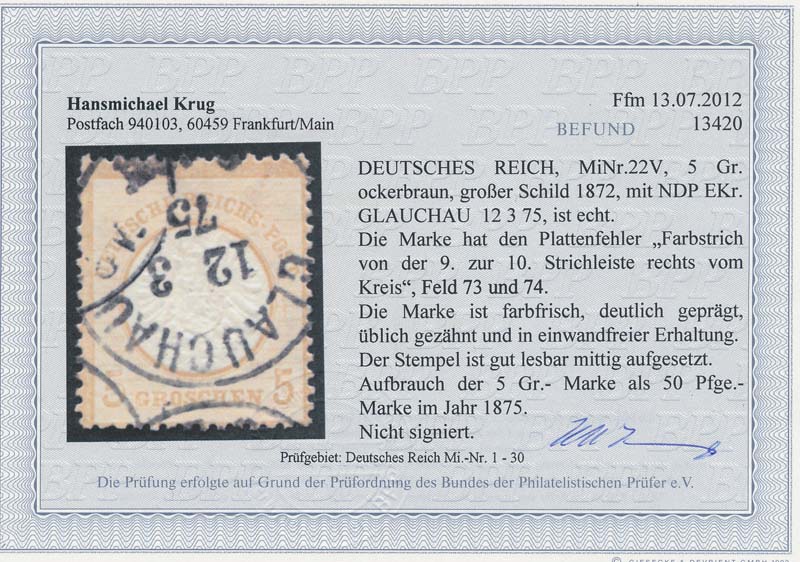 Hansmichael Krug
Postfach 940103, 60459 Frankfurt/Main
Ffm 13.07.2012
BEFUND 13420
DEUTSCHES REICH, MiNr.22V, 5 Gr.
ockerbraun, großer Schild 1872, mit NDP EKr.
GLAUCHAU 12 3 75, ist echt.
Die Marke hat den Plattenfehler „Farbstrich
von der 9. zur 10. Strichleiste rechts vom
Kreis“, Feld 73 und 74.
Die Marke ist farbfrisch, deutlich geprägt,
üblich gezähnt und in einwandfreier Erhaltung.
Der Stempel ist gut lesbar mittig aufgesetzt.
Aufbrauch der 5 Gr.- Marke als 50 Pfge.-
Marke im Jahr 1875.
Nicht signiert.
GLAUCHAU
12
3
75
5 GROSCHEN 5
Prüfgebiet: Deutsches Reich Mi.-Nr. 1 - 30
Die Prüfung erfolgte auf Grund der Prüfordnung des Bundes der Philatelistischen Prüfer e.V.
BPP